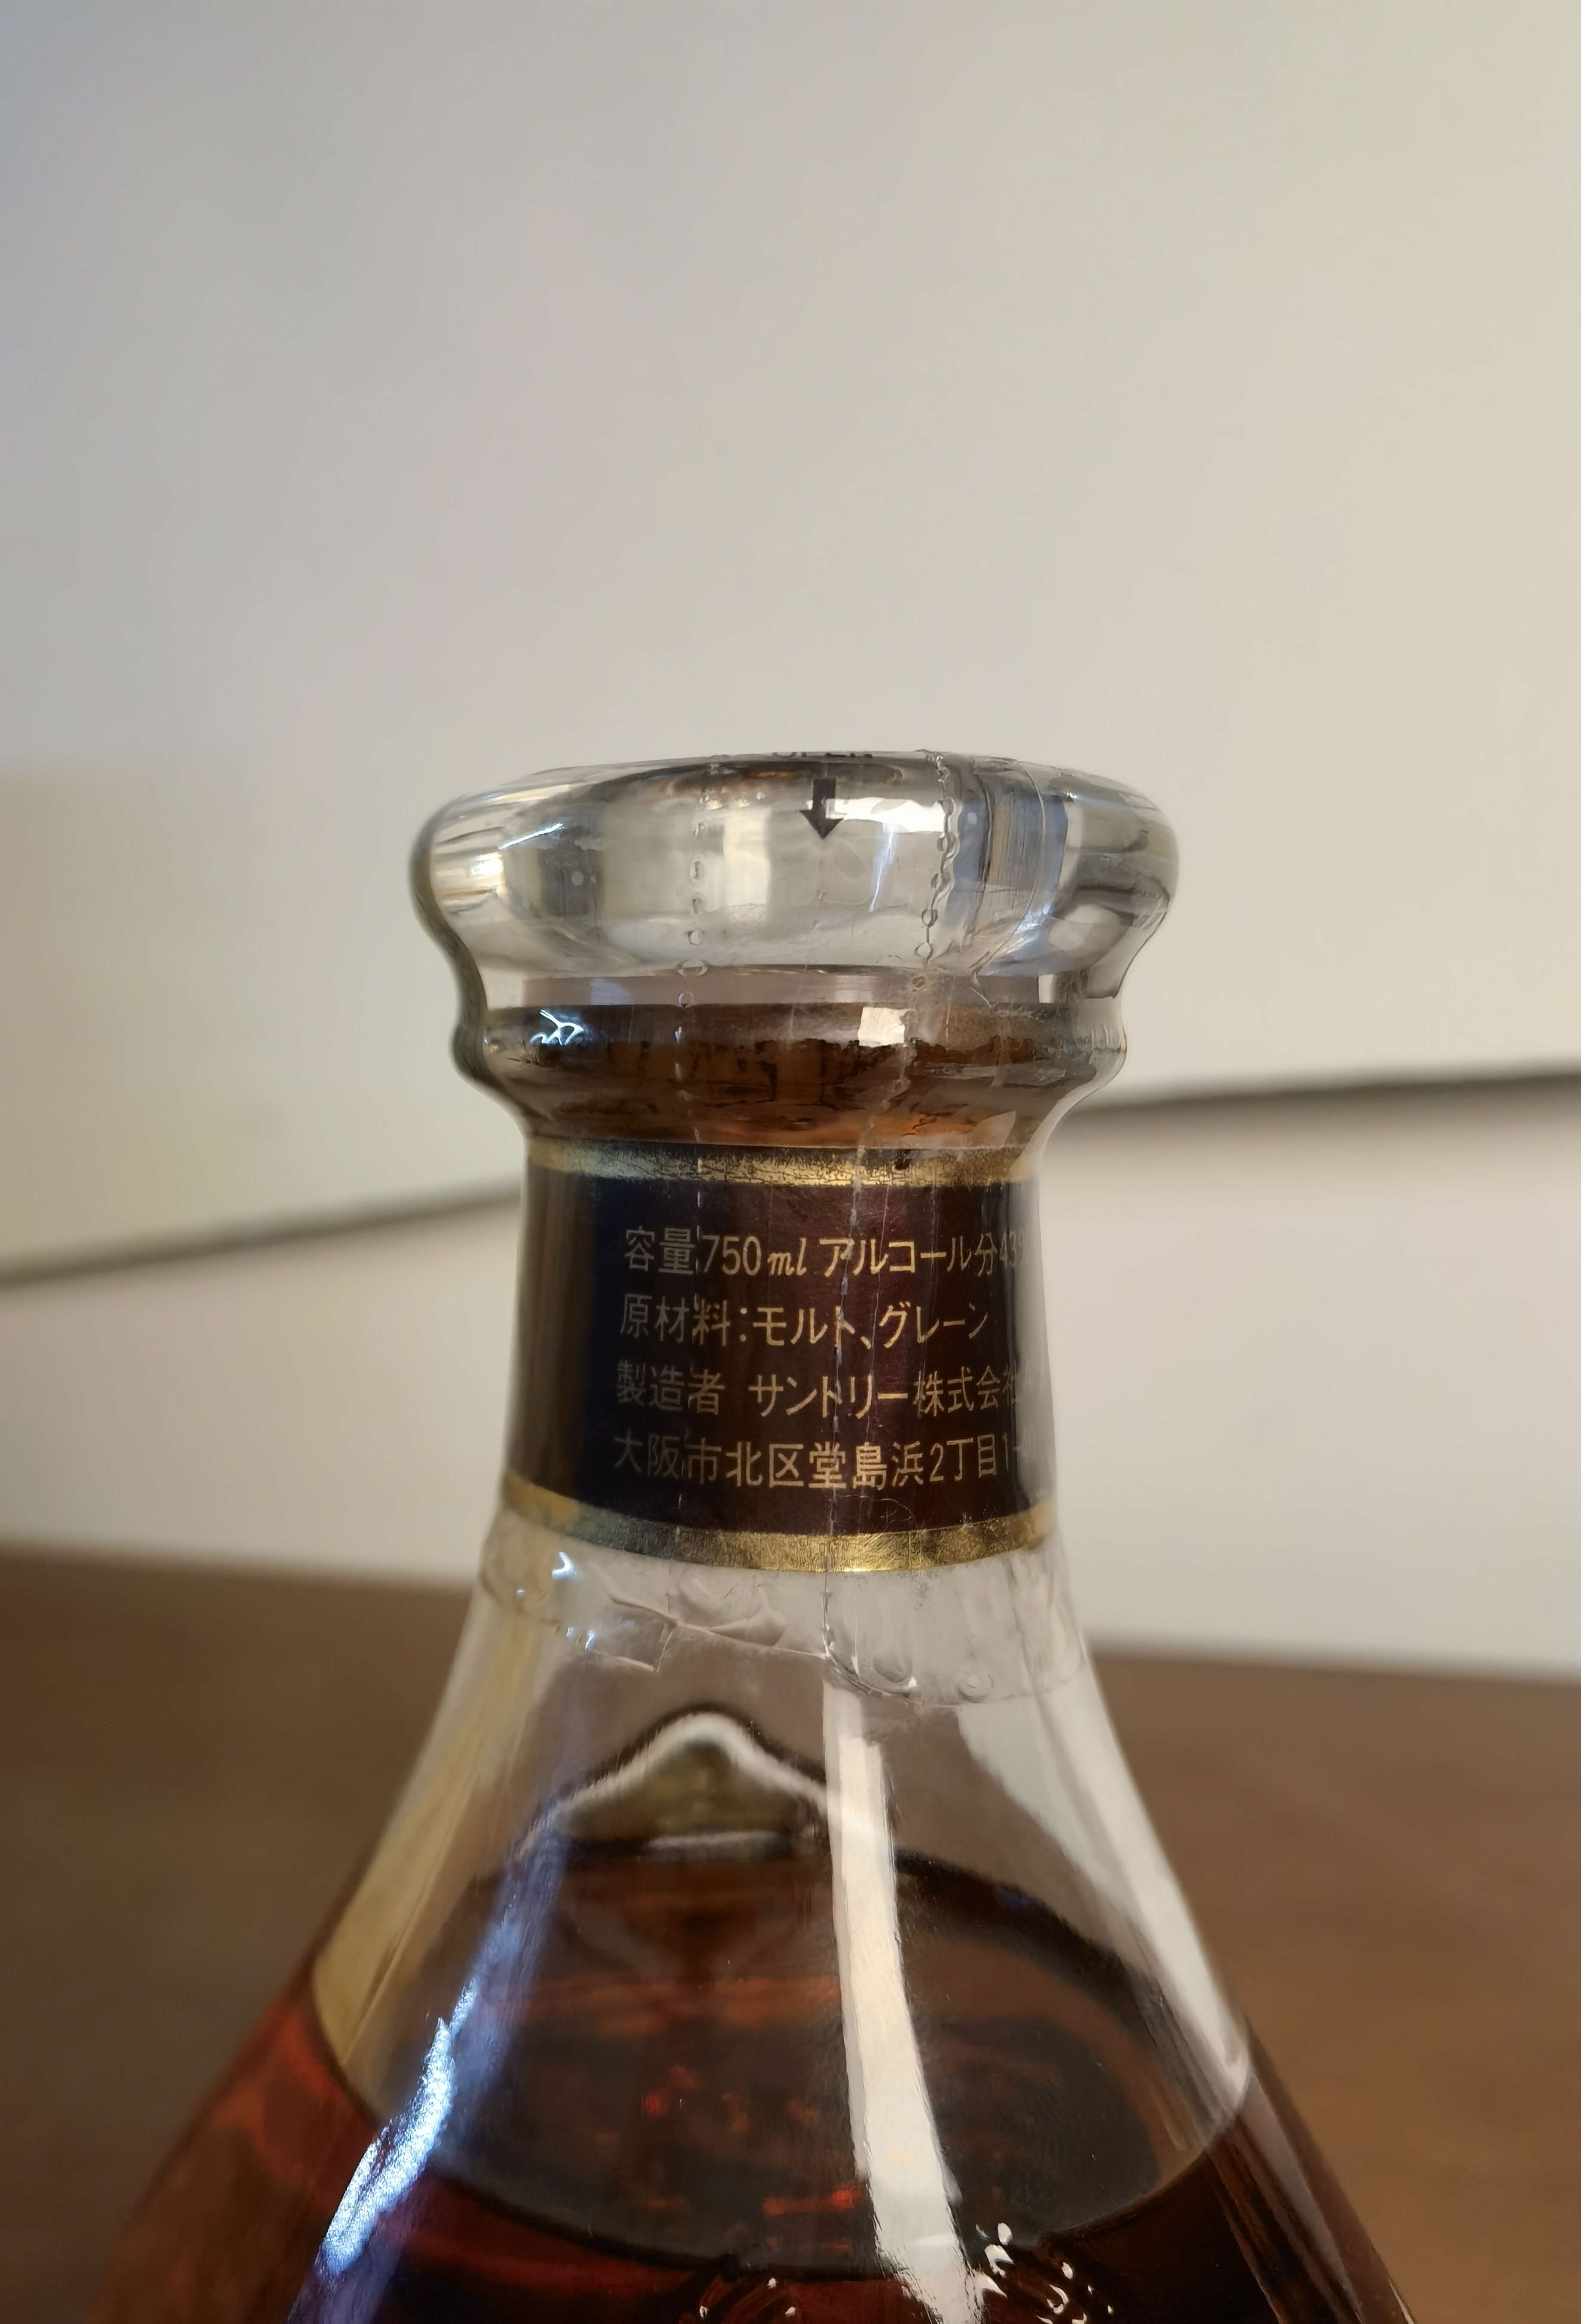 容量750ml アルコール分43
原材料:モルト、グレーン
製造者 サントリー株式会社
大阪市北区堂島浜2丁目1-